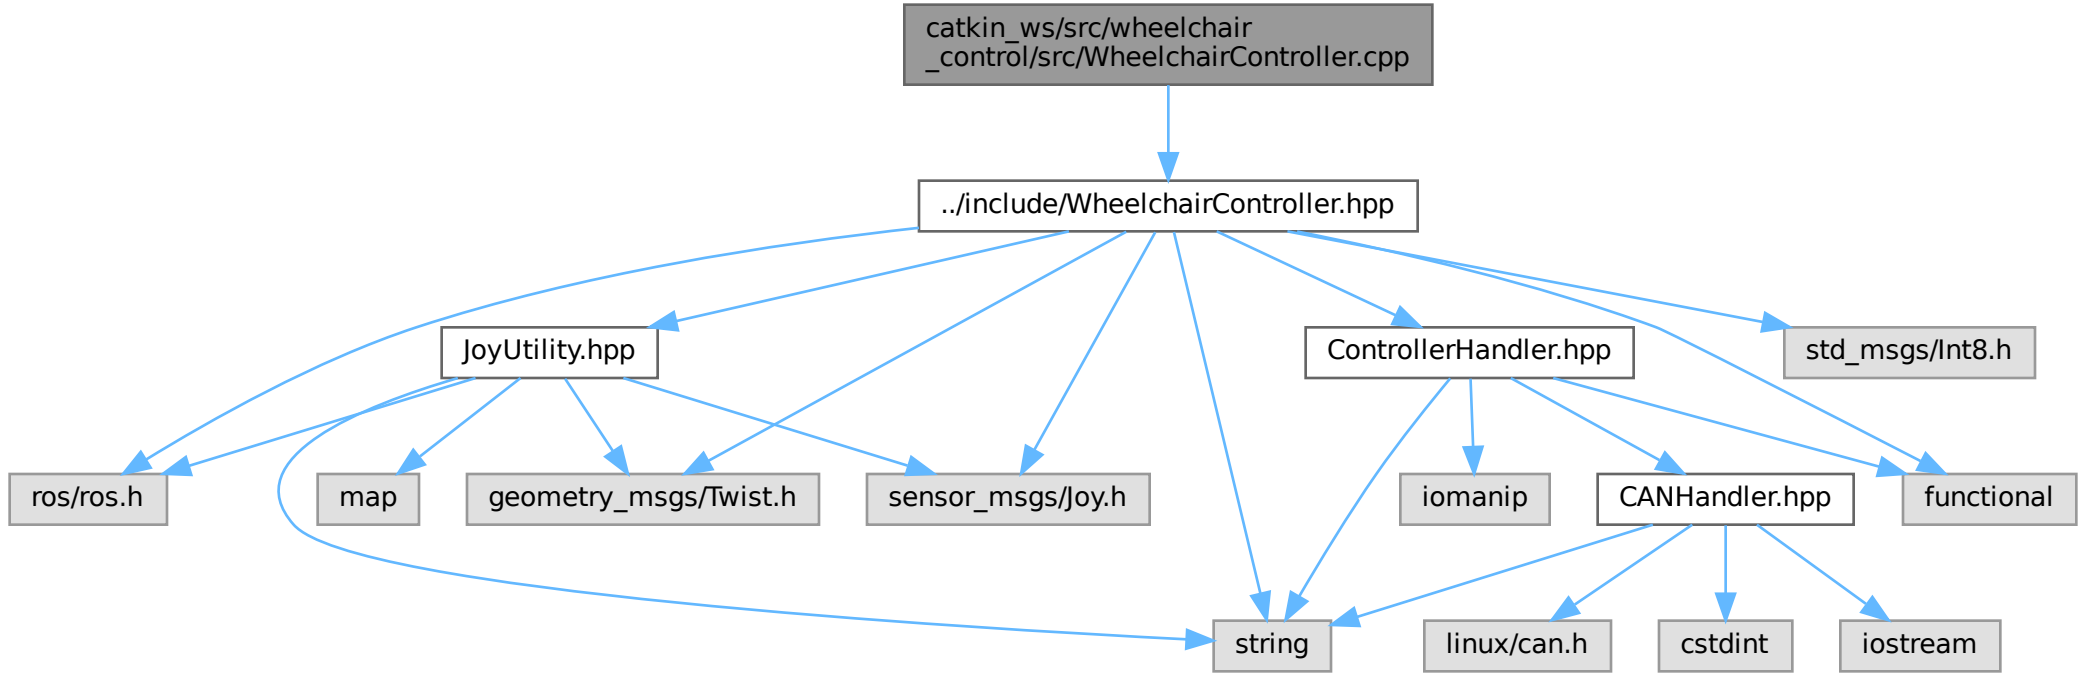 catkin_ws/src/wheelchair
_control/src/WheelchairController.cpp
../include/WheelchairController.hpp
JoyUtility.hpp
ControllerHandler.hpp
std_msgs/Int8.h
ros/ros.h
map
geometry_msgs/Twist.h
sensor_msgs/Joy.h
iomanip
CANHandler.hpp
functional
string
linux/can.h
cstdint
iostream